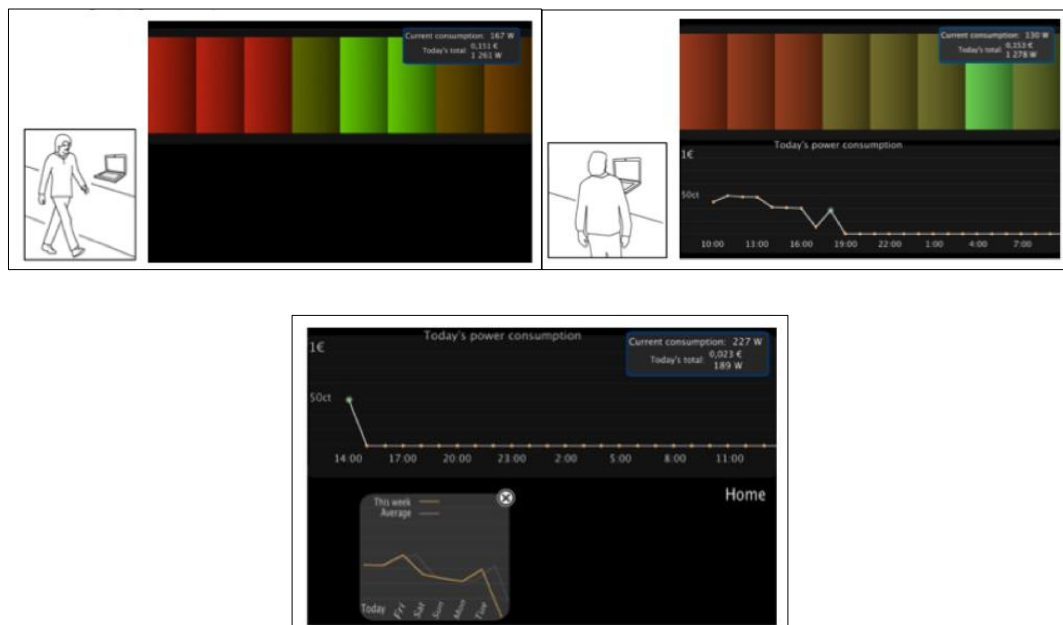 Current consumption: 167 W
Today's total: 0,151 €
1 261 W
Current consumption: 130 W
Today's total: 0,153 €
1 278 W
Today's power consumption
1€
50ct
10:00 13:00 16:00 19:00 22:00 1:00 4:00 7:00
Today's power consumption
Current consumption: 227 W
Today's total: 0,023 €
189 W
1€
50ct
14:00 17:00 20:00 23:00 2:00 5:00 8:00 11:00
Home
This week
Average
Today Fri Sat Sun Mon Tue